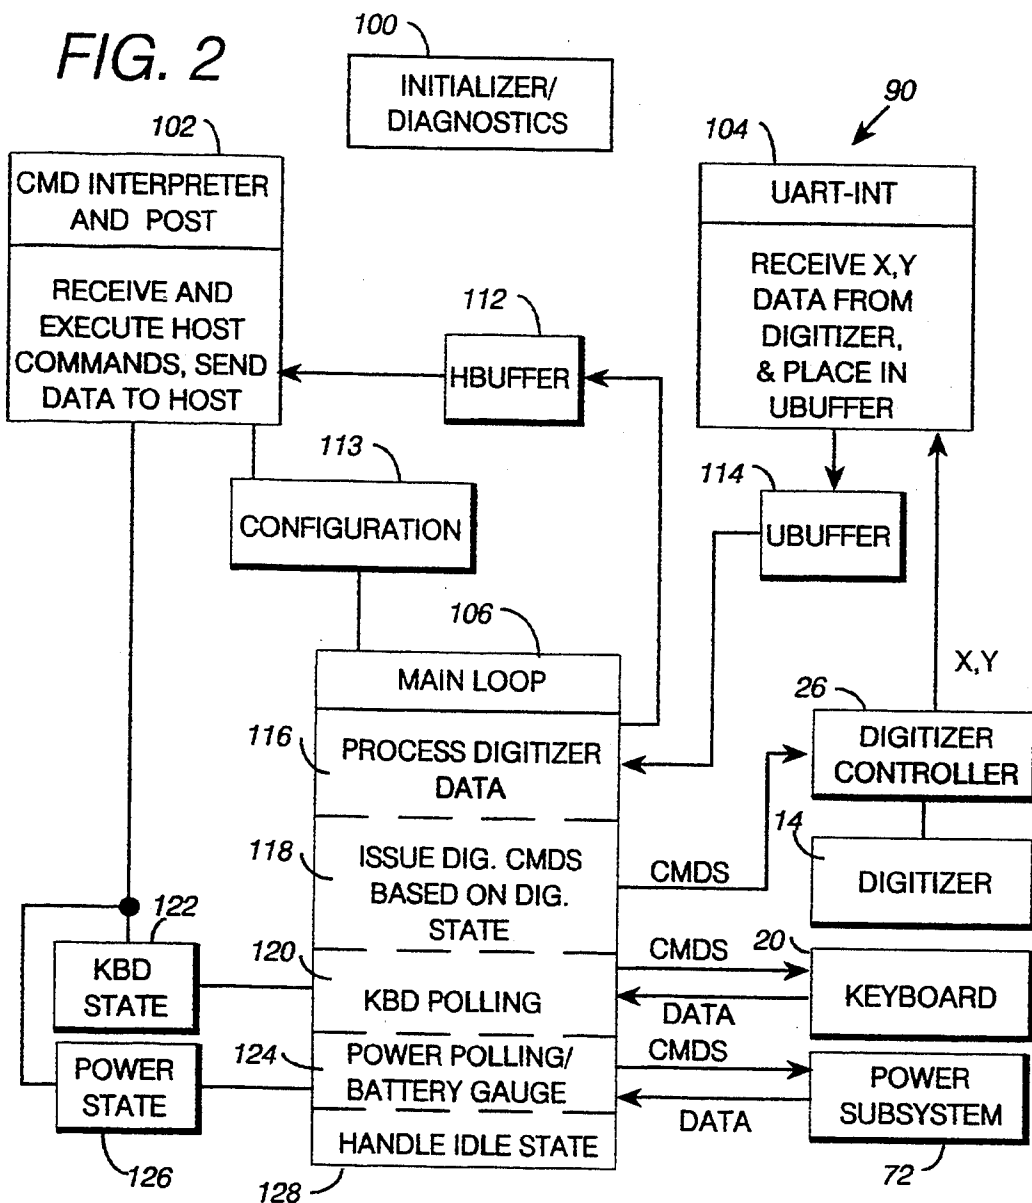 FIG. 2
100
INITIALIZER/
DIAGNOSTICS
90
102
CMD INTERPRETER
AND POST
RECEIVE AND
EXECUTE HOST
COMMANDS, SEND
DATA TO HOST
104
UART-INT
RECEIVE X,Y
DATA FROM
DIGITIZER,
& PLACE IN
UBUFFER
112
HBUFFER
113
CONFIGURATION
114
UBUFFER
106
MAIN LOOP
X,Y
116
PROCESS DIGITIZER
DATA
26
DIGITIZER
CONTROLLER
118
ISSUE DIG. CMDS
BASED ON DIG.
STATE
CMDS
14
DIGITIZER
122
KBD
STATE
120
KBD POLLING
CMDS
DATA
20
KEYBOARD
POWER
STATE
126
124
POWER POLLING/
BATTERY GAUGE
CMDS
DATA
POWER
SUBSYSTEM
72
HANDLE IDLE STATE
128